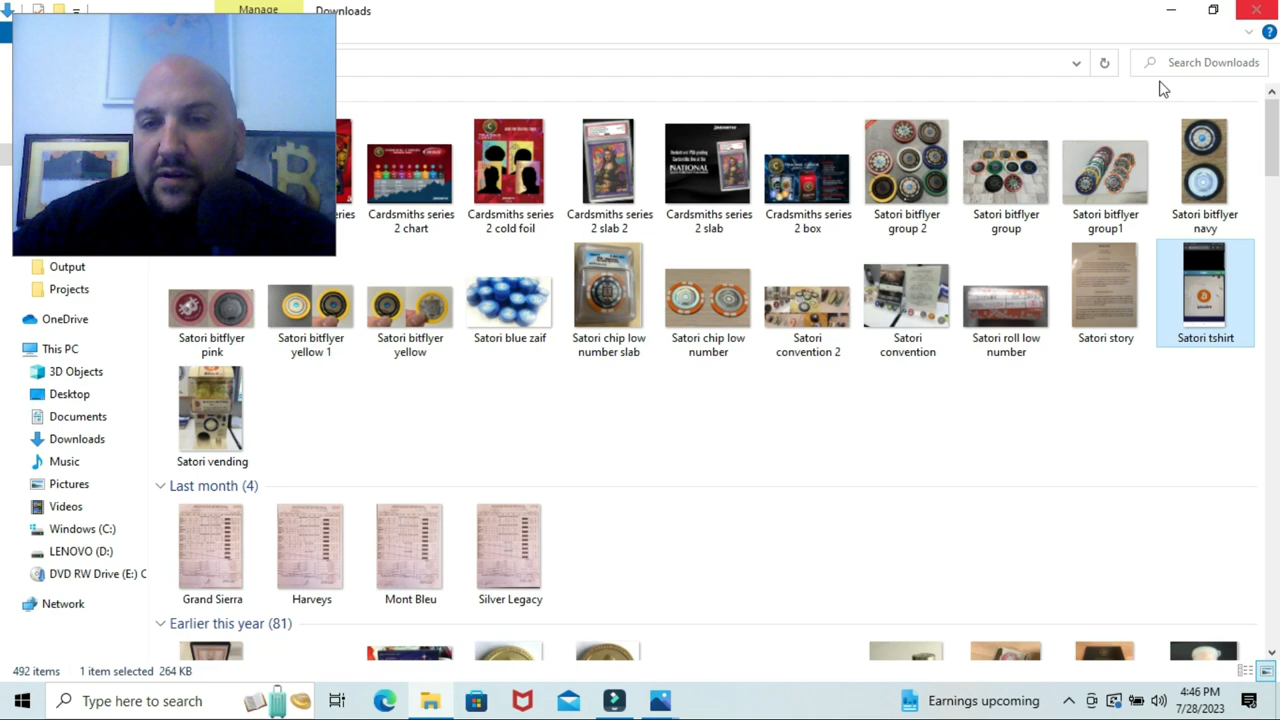 Manage
Downloads
Search Downloads
Cardsmiths series 2 chart
Cardsmiths series 2 cold foil
Cardsmiths series 2 slab 2
Cardsmiths series 2 slab
Cradsmiths series 2 box
Satori bitflyer group 2
Satori bitflyer group
Satori bitflyer group1
Satori bitflyer navy
Output
Projects
OneDrive
This PC
3D Objects
Desktop
Documents
Downloads
Music
Pictures
Videos
Windows (C:)
LENOVO (D:)
DVD RW Drive (E:) C
Network
Satori bitflyer pink
Satori bitflyer yellow 1
Satori bitflyer yellow
Satori blue zaif
Satori chip low number slab
Satori chip low number
Satori convention 2
Satori convention
Satori roll low number
Satori story
Satori tshirt
Satori vending
Last month (4)
Grand Sierra
Harveys
Mont Bleu
Silver Legacy
Earlier this year (81)
492 items
1 item selected 264 KB
Type here to search
Earnings upcoming
4:46 PM
7/28/2023